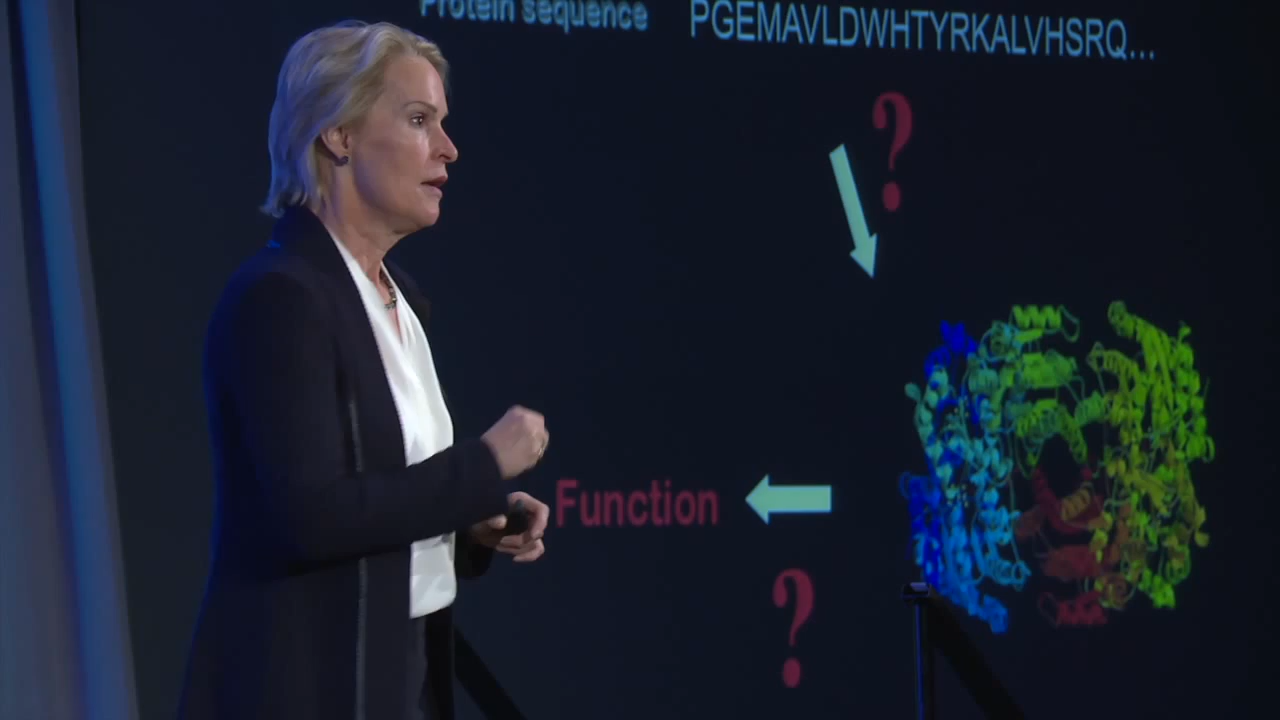 Protein sequence PGEMAVLDWHTYRKALVHSRQ...
?
Function
?